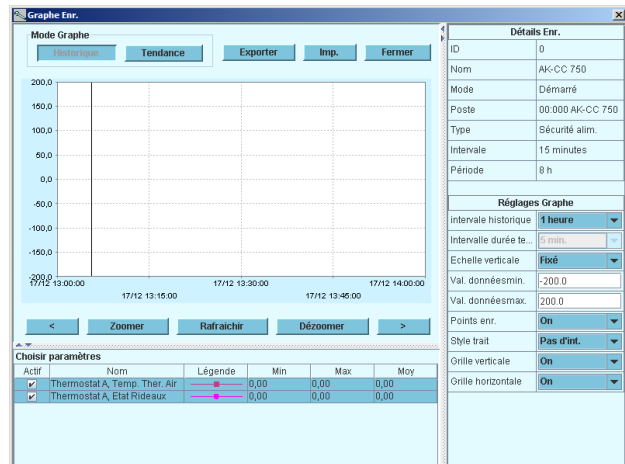 Graphe Enr.
Mode Graphe
Historique Tendance Exporter Imp. Fermer
200,0
150,0
100,0
50,0
0,0
-50,0
-100,0
-150,0
-200,0
17/12 13:00:00 17/12 13:30:00 17/12 14:00:00
17/12 13:15:00 17/12 13:45:00
< Zoomer Rafraichir Dézoomer >
Choisir paramètres
Actif Nom Légende Min Max Moy
Thermostat A, Temp. Ther. Air 0,00 0,00 0,00
Thermostat A, Etat Rideaux 0,00 0,00 0,00
Détails Enr.
ID 0
Nom AK-CC 750
Mode Démarré
Poste 00:000 AK-CC 750
Type Sécurité alim.
Intervale 15 minutes
Période 8 h
Réglages Graphe
intervale historique 1 heure
Intervalle durée te... 5 min.
Echelle verticale Fixé
Val. donnéesmin. -200.0
Val. donnéesmax. 200.0
Points enr. On
Style trait Pas d'int.
Grille verticale On
Grille horizontale On